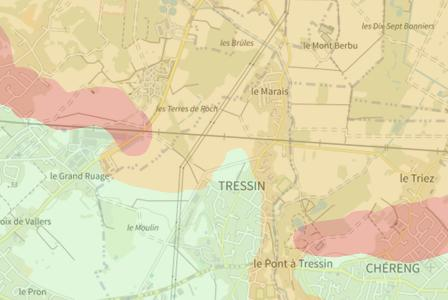 les Dix-Sept Bonniers
les Brûles
le Mont Berbu
le Marais
les Terres de Roch
le Grand Ruage
TRESSIN
le Triez
oix de Vallers
le Moulin
le Pont à Tressin
CHÉRENG
le Pron